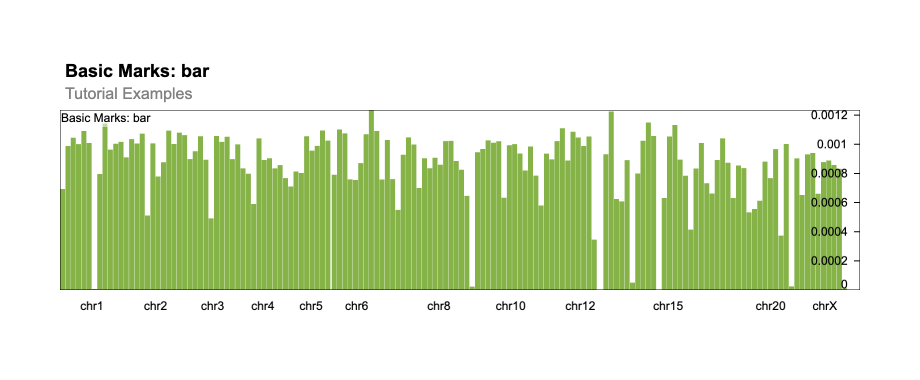 Basic Marks: bar
Tutorial Examples
Basic Marks: bar
0.0012
0.001
0.0008
0.0006
0.0004
0.0002
0
chr1 chr2 chr3 chr4 chr5 chr6 chr8 chr10 chr12 chr15 chr20 chrX